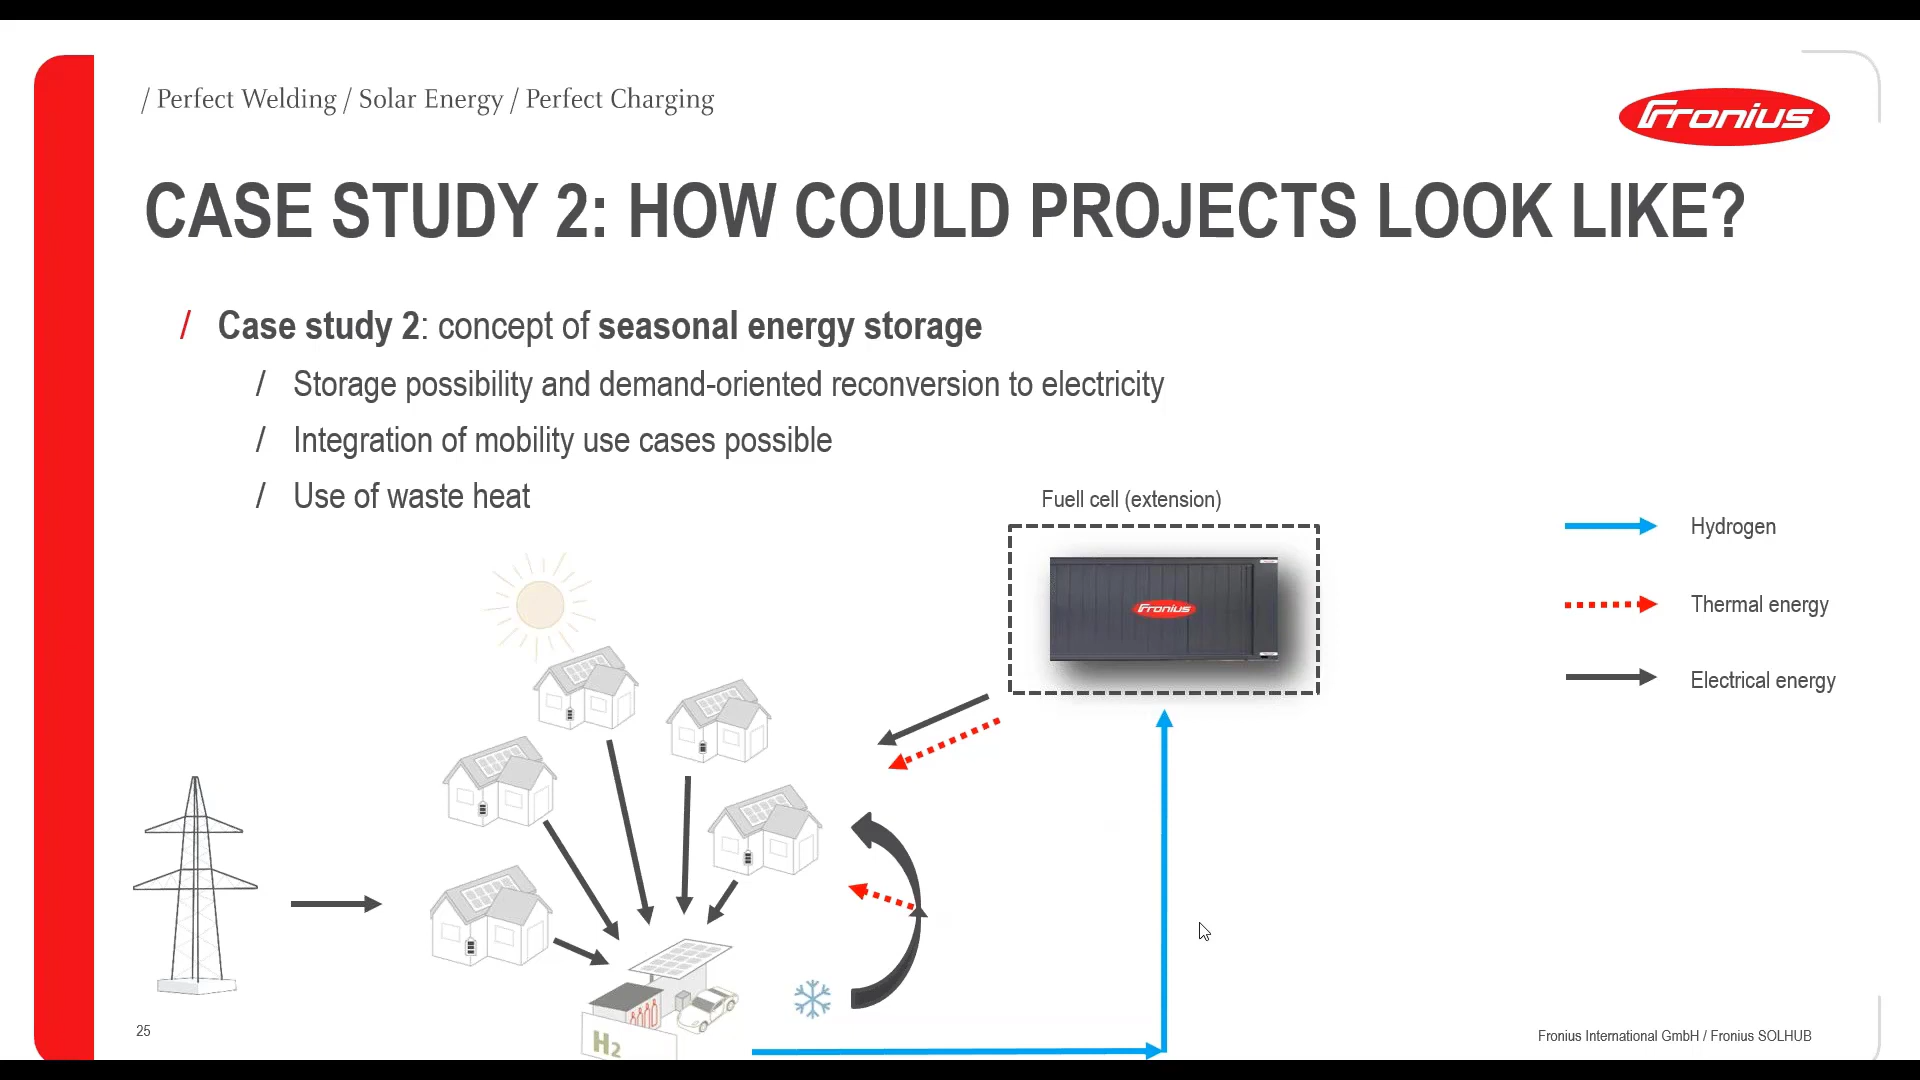 / Perfect Welding / Solar Energy / Perfect Charging
Fronius
CASE STUDY 2: HOW COULD PROJECTS LOOK LIKE?
/ Case study 2: concept of seasonal energy storage
/ Storage possibility and demand-oriented reconversion to electricity
/ Integration of mobility use cases possible
/ Use of waste heat
Fuell cell (extension)
Fronius
Hydrogen
Thermal energy
Electrical energy
H2
25
Fronius International GmbH / Fronius SOLHUB